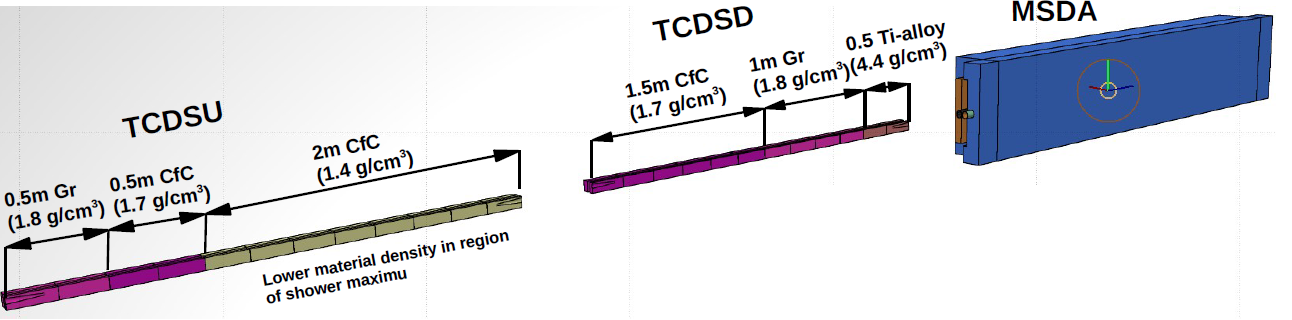 TCDSU
0.5m Gr
(1.8 g/cm³)
0.5m CfC
(1.7 g/cm³)
2m CfC
(1.4 g/cm³)
Lower material density in region
of shower maximu
TCDSD
1.5m CfC
(1.7 g/cm³)
1m Gr
(1.8 g/cm³)
0.5 Ti-alloy
(4.4 g/cm³)
MSDA